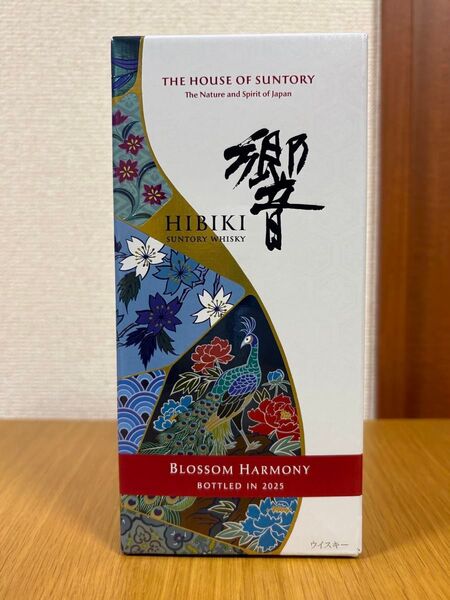 THE HOUSE OF SUNTORY
The Nature and Spirit of Japan
響
HIBIKI
SUNTORY WHISKY
BLOSSOM HARMONY
BOTTLED IN 2025
ウイスキー